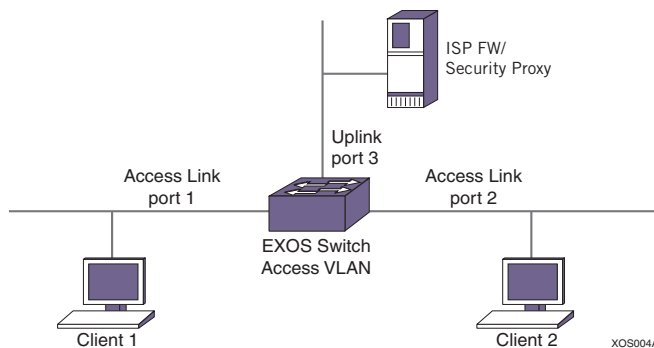 ISP FW/
Security Proxy
Uplink
port 3
Access Link
port 1
Access Link
port 2
EXOS Switch
Access VLAN
Client 1
Client 2
XOS004A